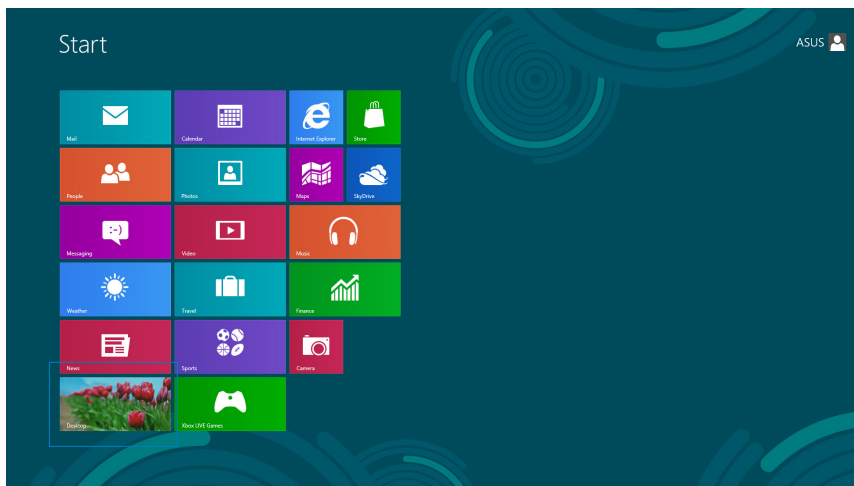 Start
ASUS
Mail
Calendar
Internet Explorer
Store
People
Photos
Maps
SkyDrive
Messaging
:-)
Video
Music
Weather
Travel
Finance
News
Sports
Camera
Desktop
Xbox LIVE Games